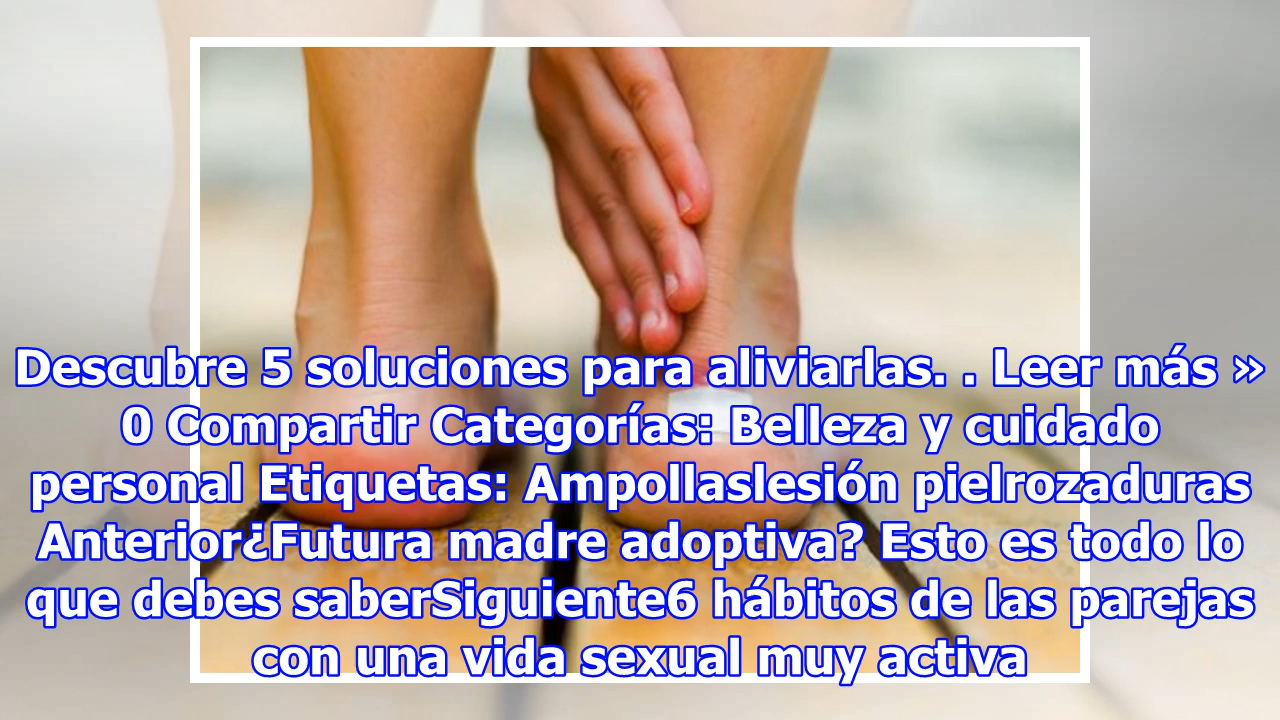 Descubre 5 soluciones para aliviarlas. . Leer más »
0 Compartir Categorías: Belleza y cuidado
personal Etiquetas: Ampollaslesión pielrozaduras
Anterior¿Futura madre adoptiva? Esto es todo lo
que debes saberSiguiente6 hábitos de las parejas
con una vida sexual muy activa